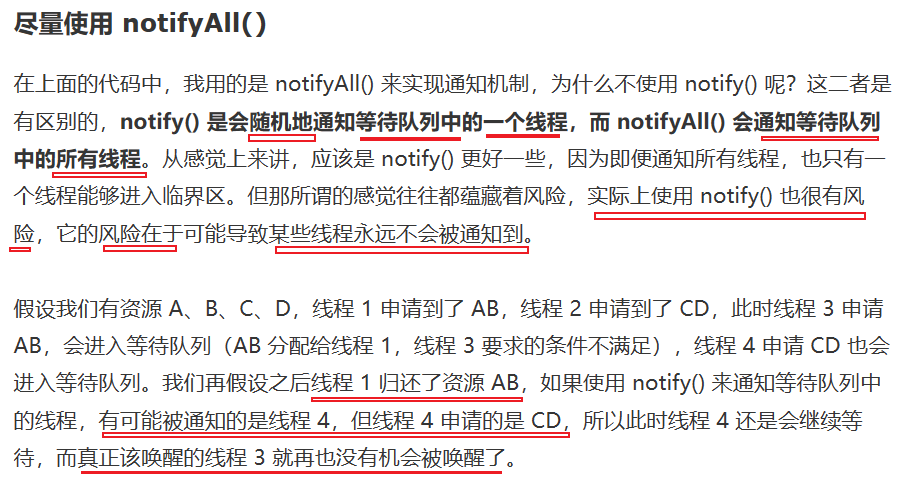 尽量使用 notifyAll()
在上面的代码中，我用的是 notifyAll() 来实现通知机制，为什么不使用 notify() 呢？这二者是
有区别的，notify() 是会随机地通知等待队列中的一个线程，而 notifyAll() 会通知等待队列
中的所有线程。从感觉上来讲，应该是 notify() 更好一些，因为即便通知所有线程，也只有一
个线程能够进入临界区。但那所谓的感觉往往都蕴藏着风险，实际上使用 notify() 也很有风
险，它的风险在于可能导致某些线程永远不会被通知到。
假设我们有资源 A、B、C、D，线程 1 申请到了 AB，线程 2 申请到了 CD，此时线程 3 申请
AB，会进入等待队列（AB 分配给线程 1，线程 3 要求的条件不满足），线程 4 申请 CD 也会
进入等待队列。我们再假设之后线程 1 归还了资源 AB，如果使用 notify() 来通知等待队列中
的线程，有可能被通知的是线程 4，但线程 4 申请的是 CD，所以此时线程 4 还是会继续等
待，而真正该唤醒的线程 3 就再也没有机会被唤醒了。